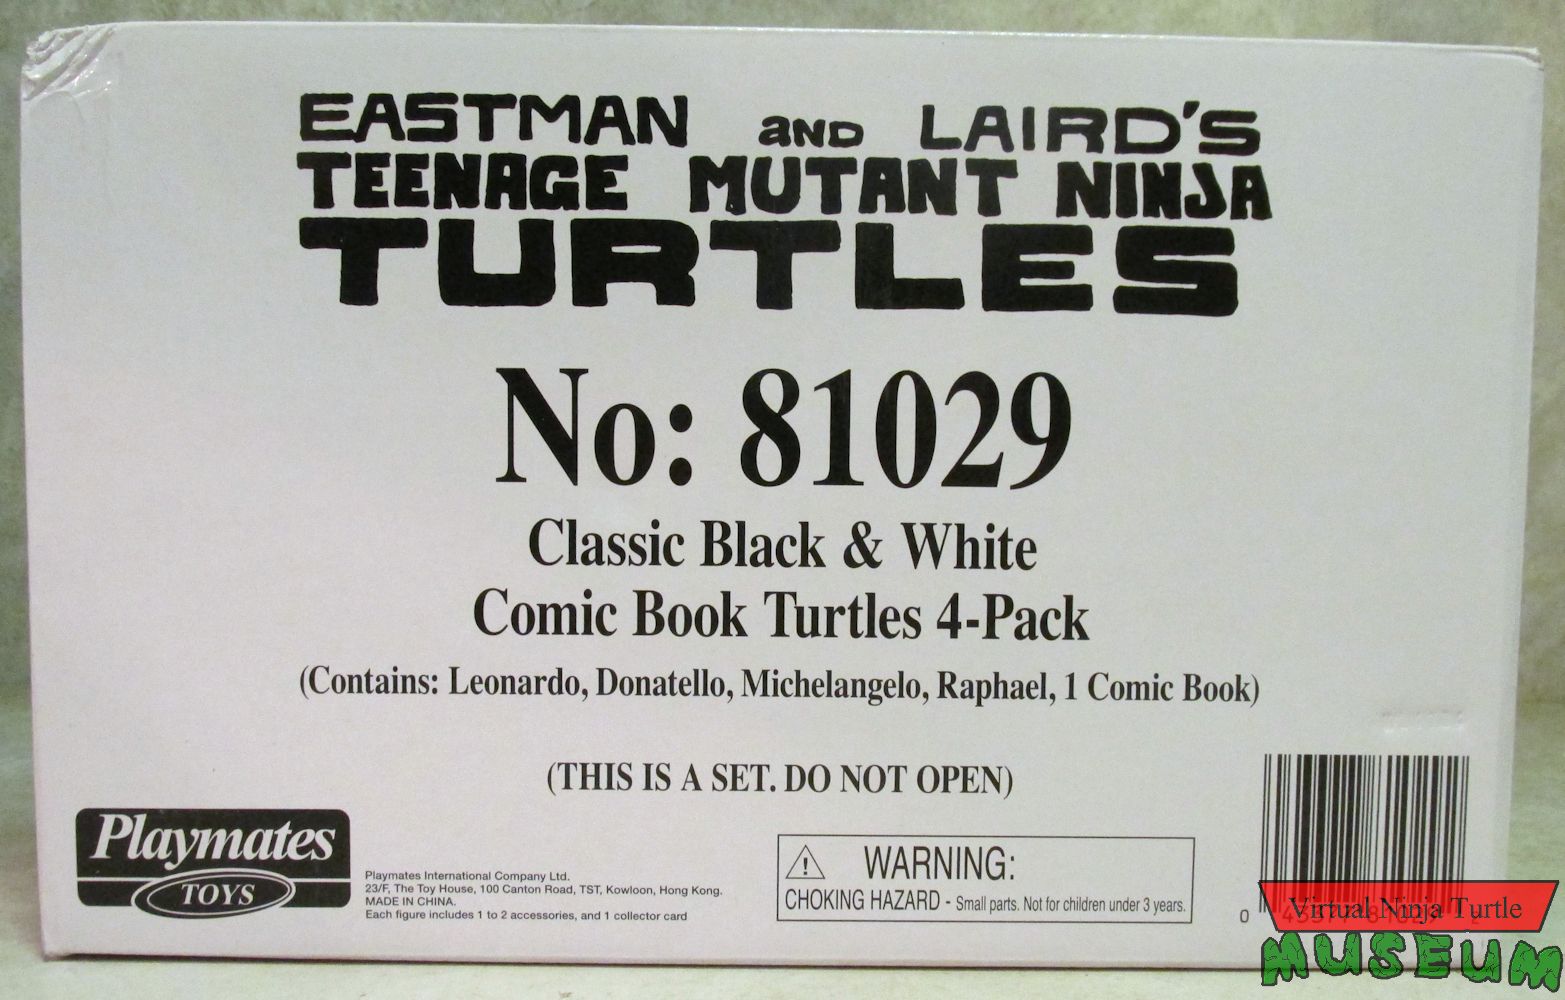 EASTMAN AND LAIRD'S
TEENAGE MUTANT NINJA
TURTLES
No: 81029
Classic Black & White
Comic Book Turtles 4-Pack
(Contains: Leonardo, Donatello, Michelangelo, Raphael, 1 Comic Book)
(THIS IS A SET. DO NOT OPEN)
Playmates
TOYS
Playmates International Company Ltd.
23/F, The Toy House, 100 Canton Road, TST, Kowloon, Hong Kong.
MADE IN CHINA.
Each figure includes 1 to 2 accessories, and 1 collector card
WARNING:
CHOKING HAZARD - Small parts. Not for children under 3 years.
0
Virtual Ninja Turtle
MUSEUM